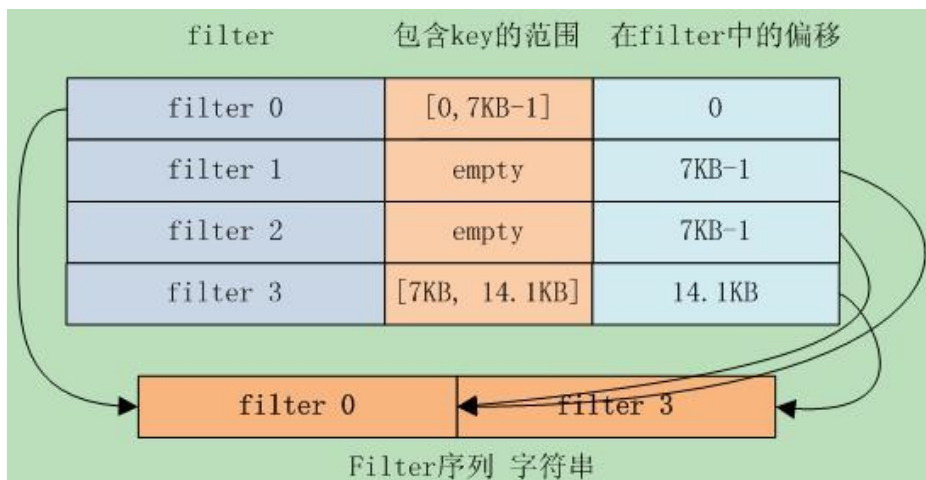 filter 包含key的范围 在filter中的偏移
filter 0 [0,7KB-1] 0
filter 1 empty 7KB-1
filter 2 empty 7KB-1
filter 3 [7KB, 14.1KB] 14.1KB
filter 0 filter 3
Filter序列 字符串